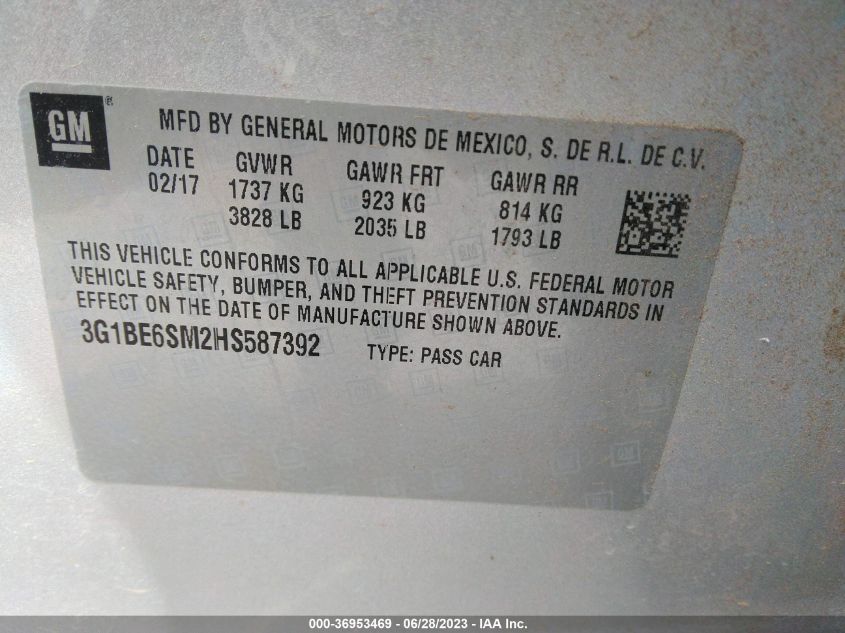 GM
MFD BY GENERAL MOTORS DE MEXICO, S. DE R.L. DE C.V.
DATE GVWR GAWR FRT GAWR RR
02/17 1737 KG 923 KG 814 KG
3828 LB 2035 LB 1793 LB
THIS VEHICLE CONFORMS TO ALL APPLICABLE U.S. FEDERAL MOTOR
VEHICLE SAFETY, BUMPER, AND THEFT PREVENTION STANDARDS IN
EFFECT ON THE DATE OF MANUFACTURE SHOWN ABOVE.
3G1BE6SM2HS587392 TYPE: PASS CAR
000-36953469 - 06/28/2023 - IAA Inc.